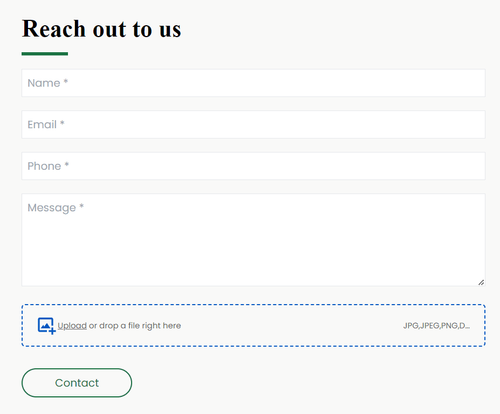 Reach out to us
Name *
Email *
Phone *
Message *
Upload or drop a file right here
JPG,JPEG,PNG,D...
Contact